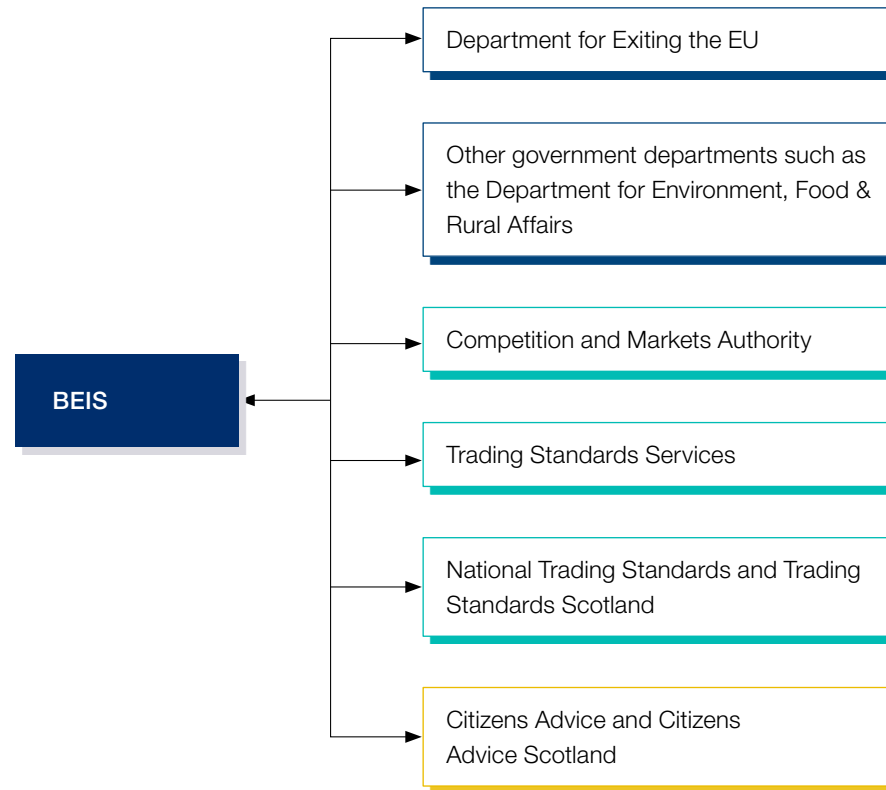 Department for Exiting the EU
Other government departments such as
the Department for Environment, Food &
Rural Affairs
Competition and Markets Authority
BEIS
Trading Standards Services
National Trading Standards and Trading
Standards Scotland
Citizens Advice and Citizens
Advice Scotland